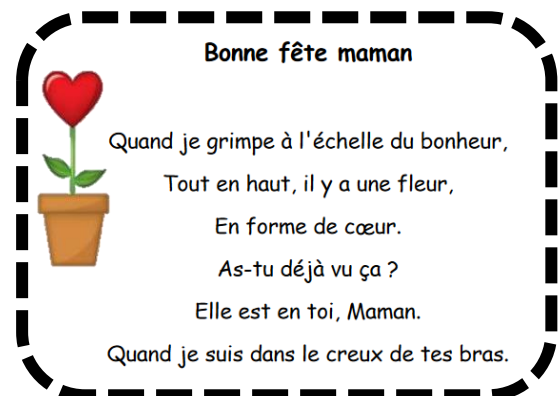 Bonne fête maman
Quand je grimpe à l'échelle du bonheur,
Tout en haut, il y a une fleur,
En forme de cœur.
As-tu déjà vu ça ?
Elle est en toi, Maman.
Quand je suis dans le creux de tes bras.